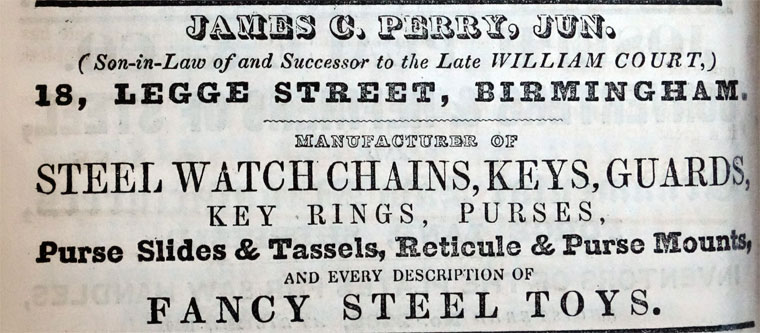 JAMES C. PERRY, JUN.
(Son-in-Law of and Successor to the Late WILLIAM COURT,)
18, LEGGE STREET, BIRMINGHAM.
MANUFACTURER OF
STEEL WATCH CHAINS, KEYS, GUARDS,
KEY RINGS, PURSES,
Purse Slides & Tassels, Reticule & Purse Mounts,
AND EVERY DESCRIPTION OF
FANCY STEEL TOYS.